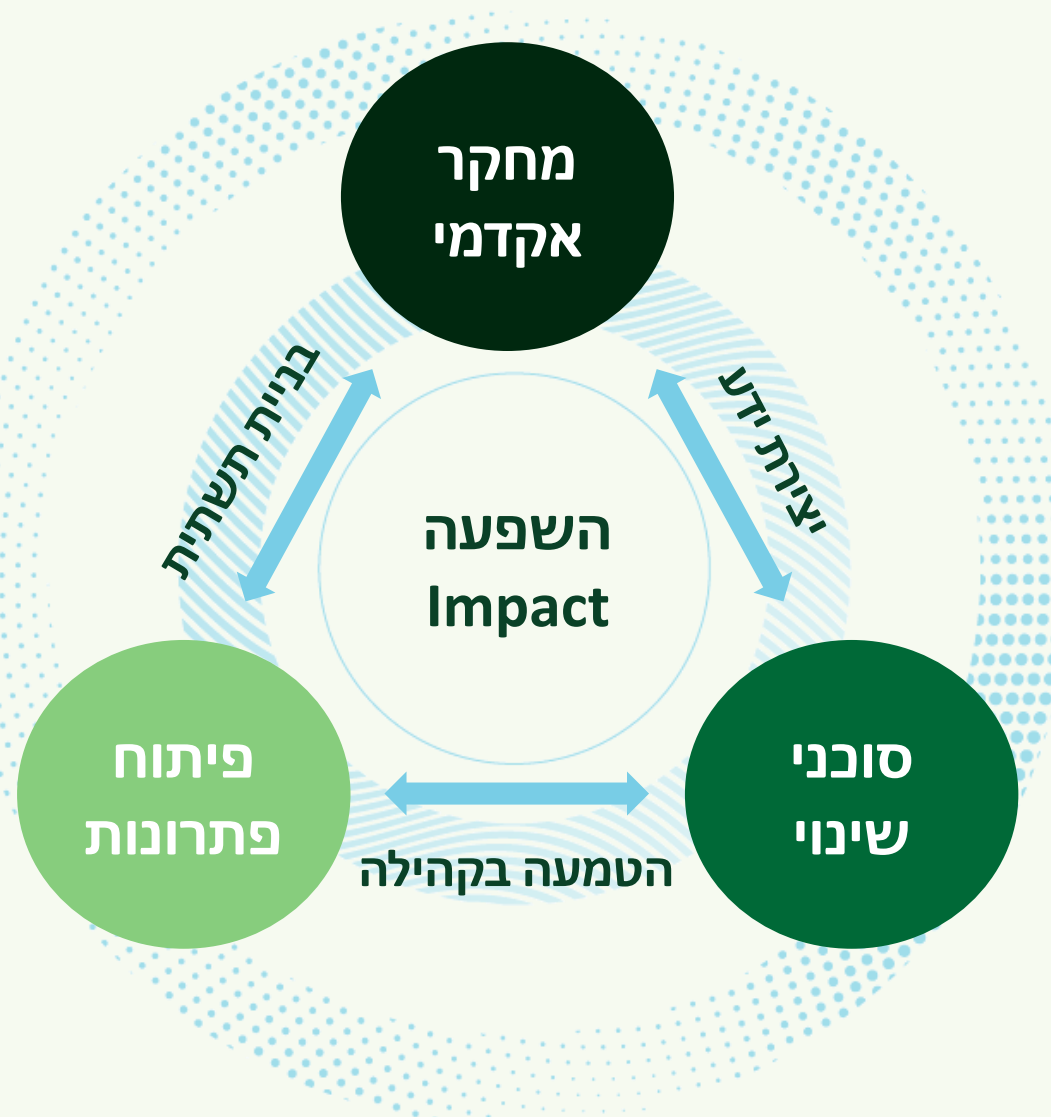 מחקר
אקדמי
יצירת ידע
בניית תשתית
השפעה
Impact
סוכני
שינוי
פיתוח
פתרונות
הטמעה בקהילה